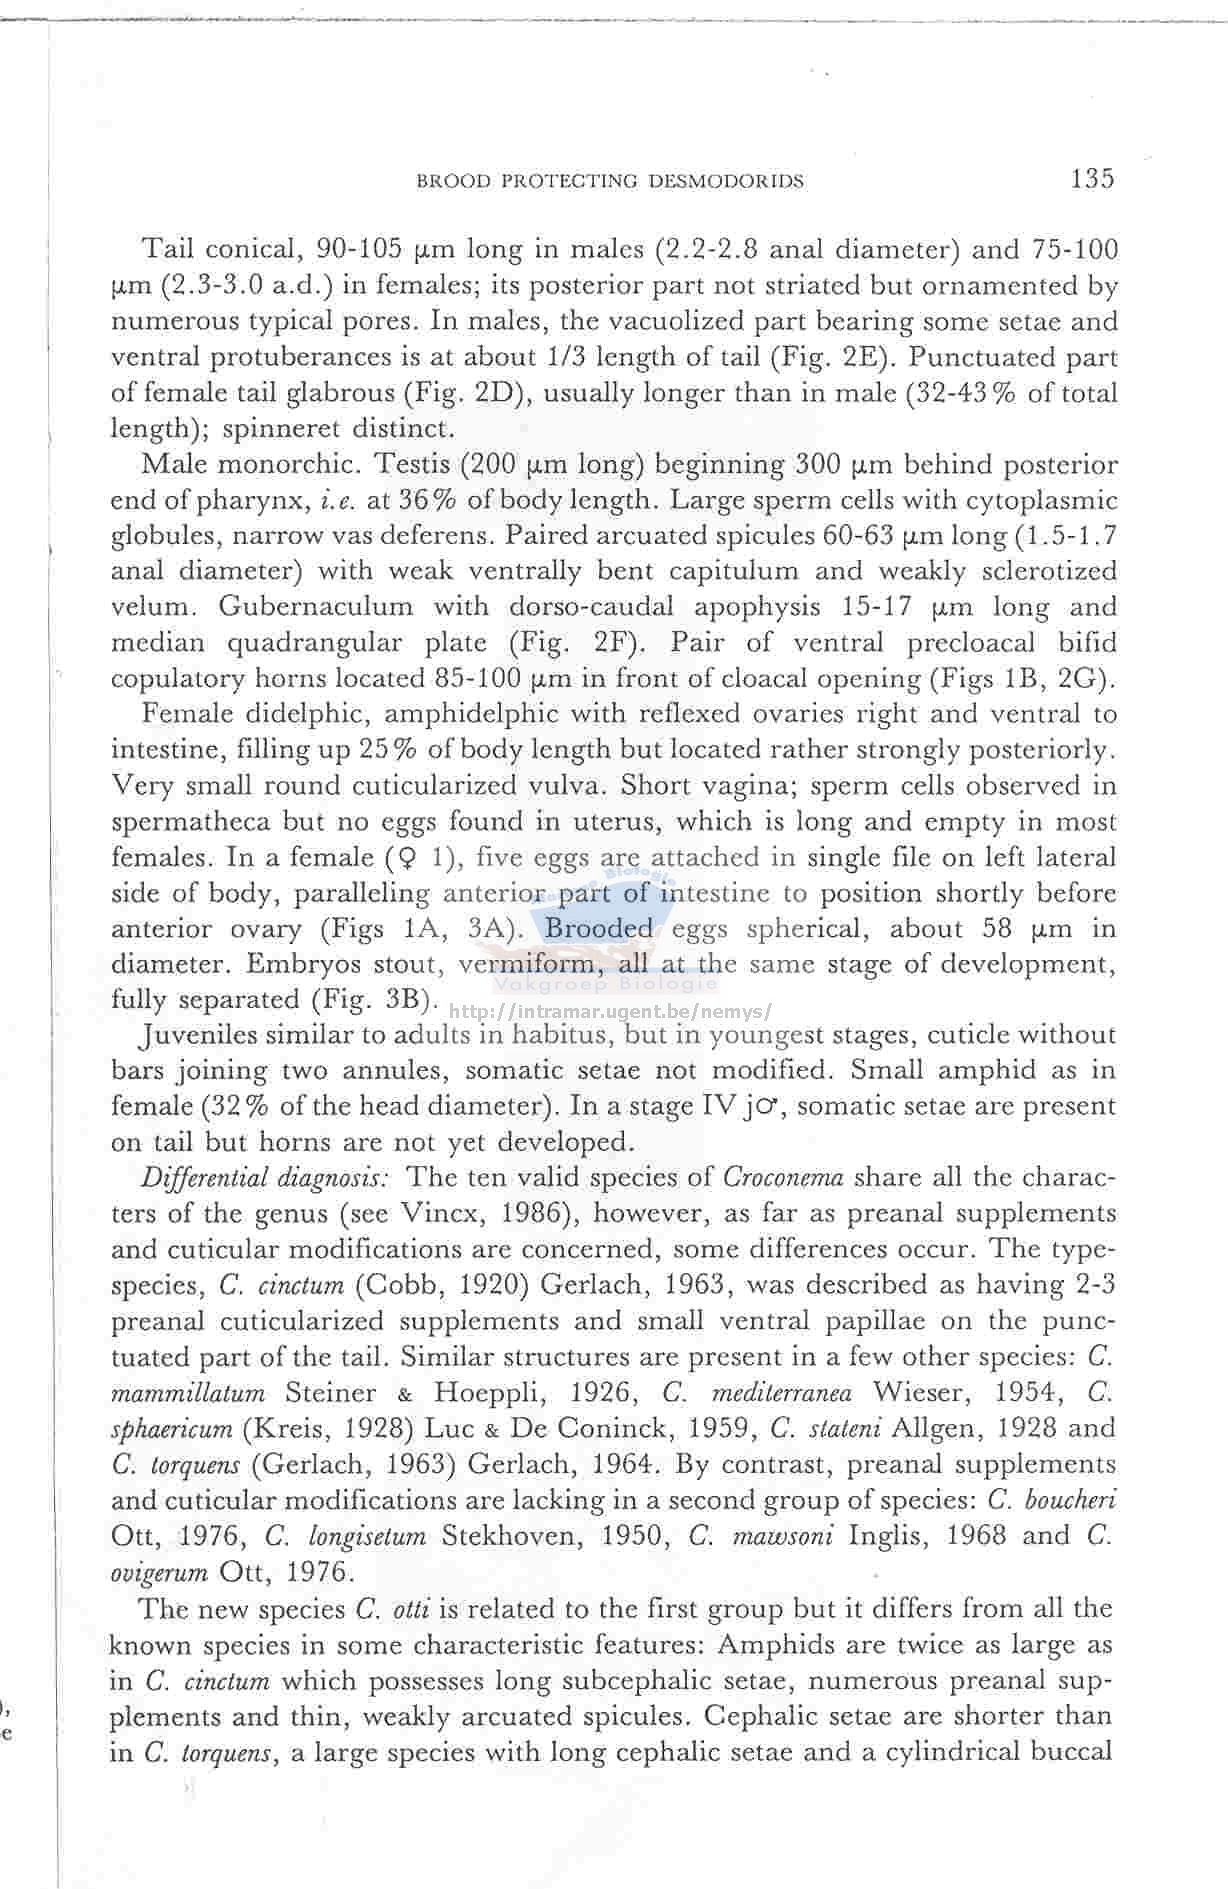 BROOD PROTECTING DESMODORIDS 135
Tail conical, 90-105 µm long in males (2.2-2.8 anal diameter) and 75-100
µm (2.3-3.0 a.d.) in females; its posterior part not striated but ornamented by
numerous typical pores. In males, the vacuolized part bearing some setae and
ventral protuberances is at about 1/3 length of tail (Fig. 2E). Punctuated part
of female tail glabrous (Fig. 2D), usually longer than in male (32-43% of total
length); spinneret distinct.
Male monorchic. Testis (200 µm long) beginning 300 µm behind posterior
end of pharynx, i.e. at 36% of body length. Large sperm cells with cytoplasmic
globules, narrow vas deferens. Paired arcuated spicules 60-63 µm long (1.5-1.7
anal diameter) with weak ventrally bent capitulum and weakly sclerotized
velum. Gubernaculum with dorso-caudal apophysis 15-17 µm long and
median quadrangular plate (Fig. 2F). Pair of ventral precloacal bifid
copulatory horns located 85-100 µm in front of cloacal opening (Figs 1B, 2G).
Female didelphic, amphidelphic with reflexed ovaries right and ventral to
intestine, filling up 25% of body length but located rather strongly posteriorly.
Very small round cuticularized vulva. Short vagina; sperm cells observed in
spermatheca but no eggs found in uterus, which is long and empty in most
females. In a female (♀ 1), five eggs are attached in single file on left lateral
side of body, paralleling anterior part of intestine to position shortly before
anterior ovary (Figs 1A, 3A). Brooded eggs spherical, about 58 µm in
diameter. Embryos stout, vermiform, all at the same stage of development,
Vakgroep Biologie
fully separated (Fig. 3B).
http://intramar.ugent.be/nemys/
Juveniles similar to adults in habitus, but in youngest stages, cuticle without
bars joining two annules, somatic setae not modified. Small amphid as in
female (32% of the head diameter). In a stage IV j♂, somatic setae are present
on tail but horns are not yet developed.
Differential diagnosis: The ten valid species of Croconema share all the charac-
ters of the genus (see Vincx, 1986), however, as far as preanal supplements
and cuticular modifications are concerned, some differences occur. The type-
species, C. cinctum (Cobb, 1920) Gerlach, 1963, was described as having 2-3
preanal cuticularized supplements and small ventral papillae on the punc-
tuated part of the tail. Similar structures are present in a few other species: C.
mammillatum Steiner & Hoeppli, 1926, C. mediterranea Wieser, 1954, C.
sphaericum (Kreis, 1928) Luc & De Coninck, 1959, C. stateni Allgen, 1928 and
C. torquens (Gerlach, 1963) Gerlach, 1964. By contrast, preanal supplements
and cuticular modifications are lacking in a second group of species: C. boucheri
Ott, 1976, C. longisetum Stekhoven, 1950, C. mawsoni Inglis, 1968 and C.
ovigerum Ott, 1976.
The new species C. otti is related to the first group but it differs from all the
known species in some characteristic features: Amphids are twice as large as
in C. cinctum which possesses long subcephalic setae, numerous preanal sup-
plements and thin, weakly arcuated spicules. Cephalic setae are shorter than
in C. torquens, a large species with long cephalic setae and a cylindrical buccal